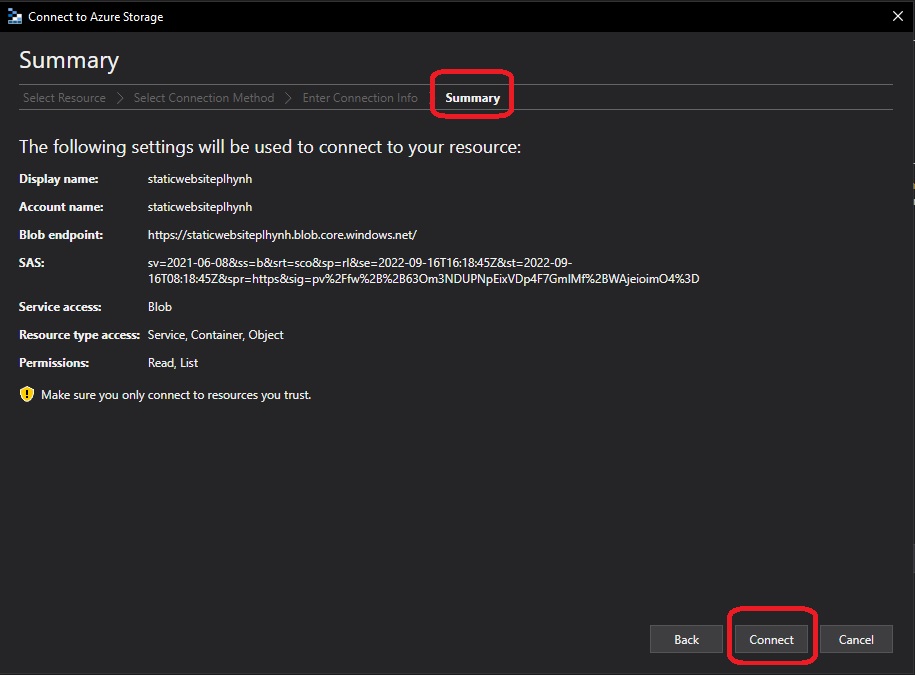 Connect to Azure Storage
Summary
Select Resource > Select Connection Method > Enter Connection Info Summary
The following settings will be used to connect to your resource:
Display name: staticwebsiteplhynh
Account name: staticwebsiteplhynh
Blob endpoint: https://staticwebsiteplhynh.blob.core.windows.net/
SAS: sv=2021-06-08&ss=b&srt=sco&sp=rl&se=2022-09-16T16:18:45Z&st=2022-09-
16T08:18:45Z&spr=https&sig=pv%2Ffw%2B%2B63Om3NDUPNpEixVDp4F7GmIMf%2BWAjeioimO4%3D
Service access: Blob
Resource type access: Service, Container, Object
Permissions: Read, List
Make sure you only connect to resources you trust.
Back Connect Cancel